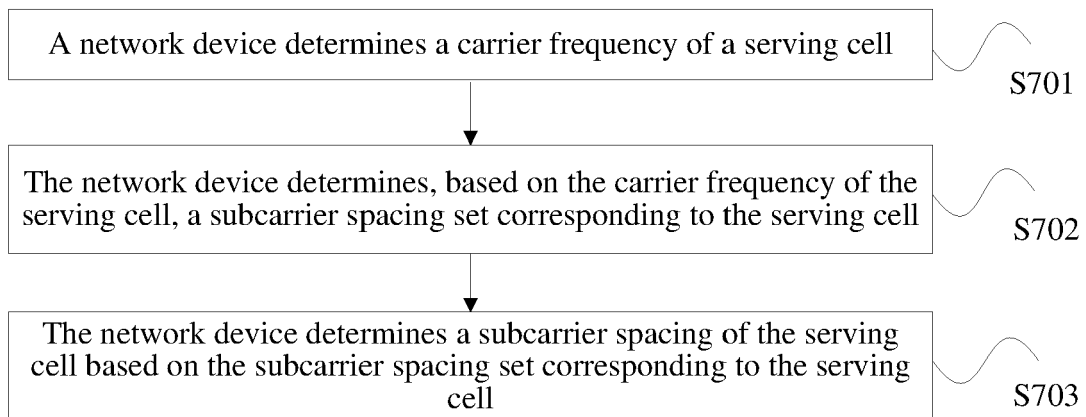 A network device determines a carrier frequency of a serving cell
S701
The network device determines, based on the carrier frequency of the
serving cell, a subcarrier spacing set corresponding to the serving cell
S702
The network device determines a subcarrier spacing of the serving
cell based on the subcarrier spacing set corresponding to the serving
cell
S703